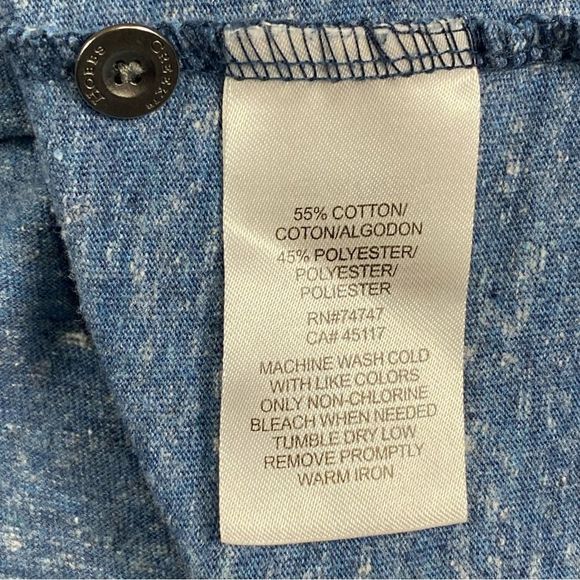 CREEK™
55% COTTON/
COTON/ALGODON
45% POLYESTER/
POLYESTER/
POLIESTER
RN#74747
CA# 45117
MACHINE WASH COLD
WITH LIKE COLORS
ONLY NON-CHLORINE
BLEACH WHEN NEEDED
TUMBLE DRY LOW
REMOVE PROMPTLY
WARM IRON